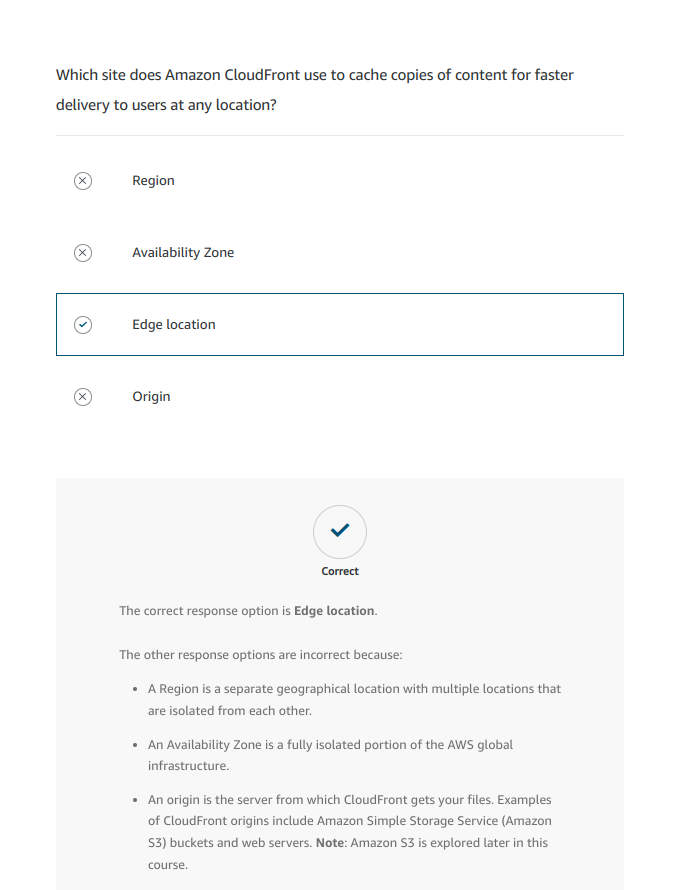 Which site does Amazon CloudFront use to cache copies of content for faster
delivery to users at any location?
Region
Availability Zone
Edge location
Origin
Correct
The correct response option is Edge location.
The other response options are incorrect because:
• A Region is a separate geographical location with multiple locations that
are isolated from each other.
• An Availability Zone is a fully isolated portion of the AWS global
infrastructure.
• An origin is the server from which CloudFront gets your files. Examples
of CloudFront origins include Amazon Simple Storage Service (Amazon
S3) buckets and web servers. Note: Amazon S3 is explored later in this
course.